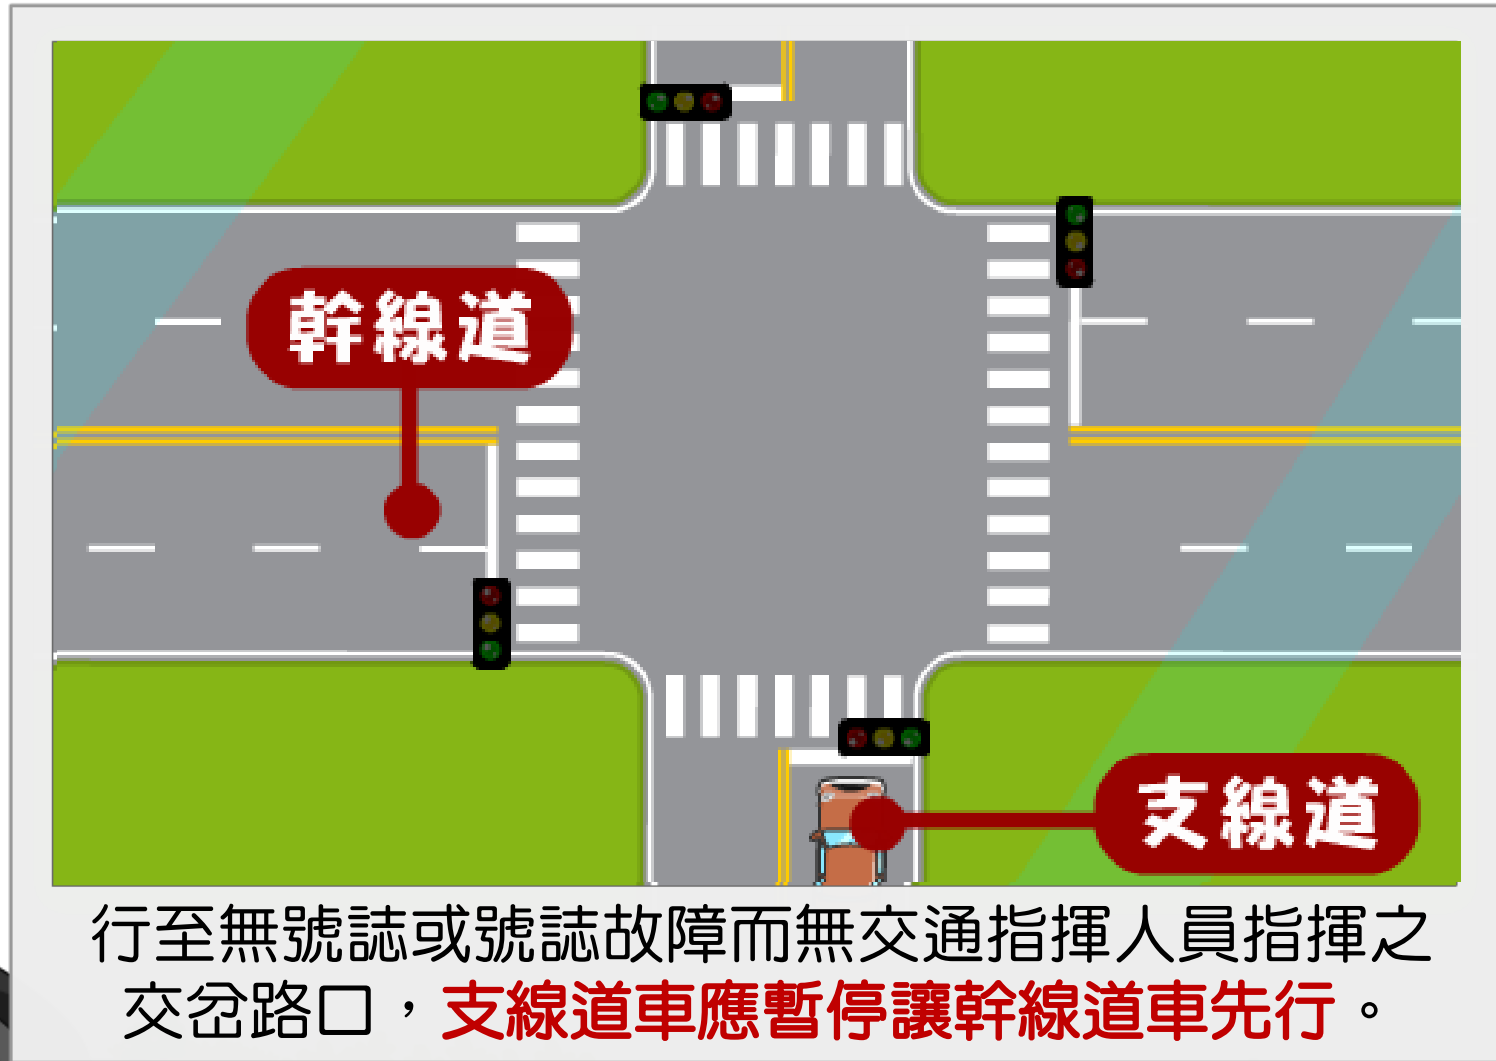 幹線道
支線道
行至無號誌或號誌故障而無交通指揮人員指揮之
交岔路口，支線道車應暫停讓幹線道車先行。